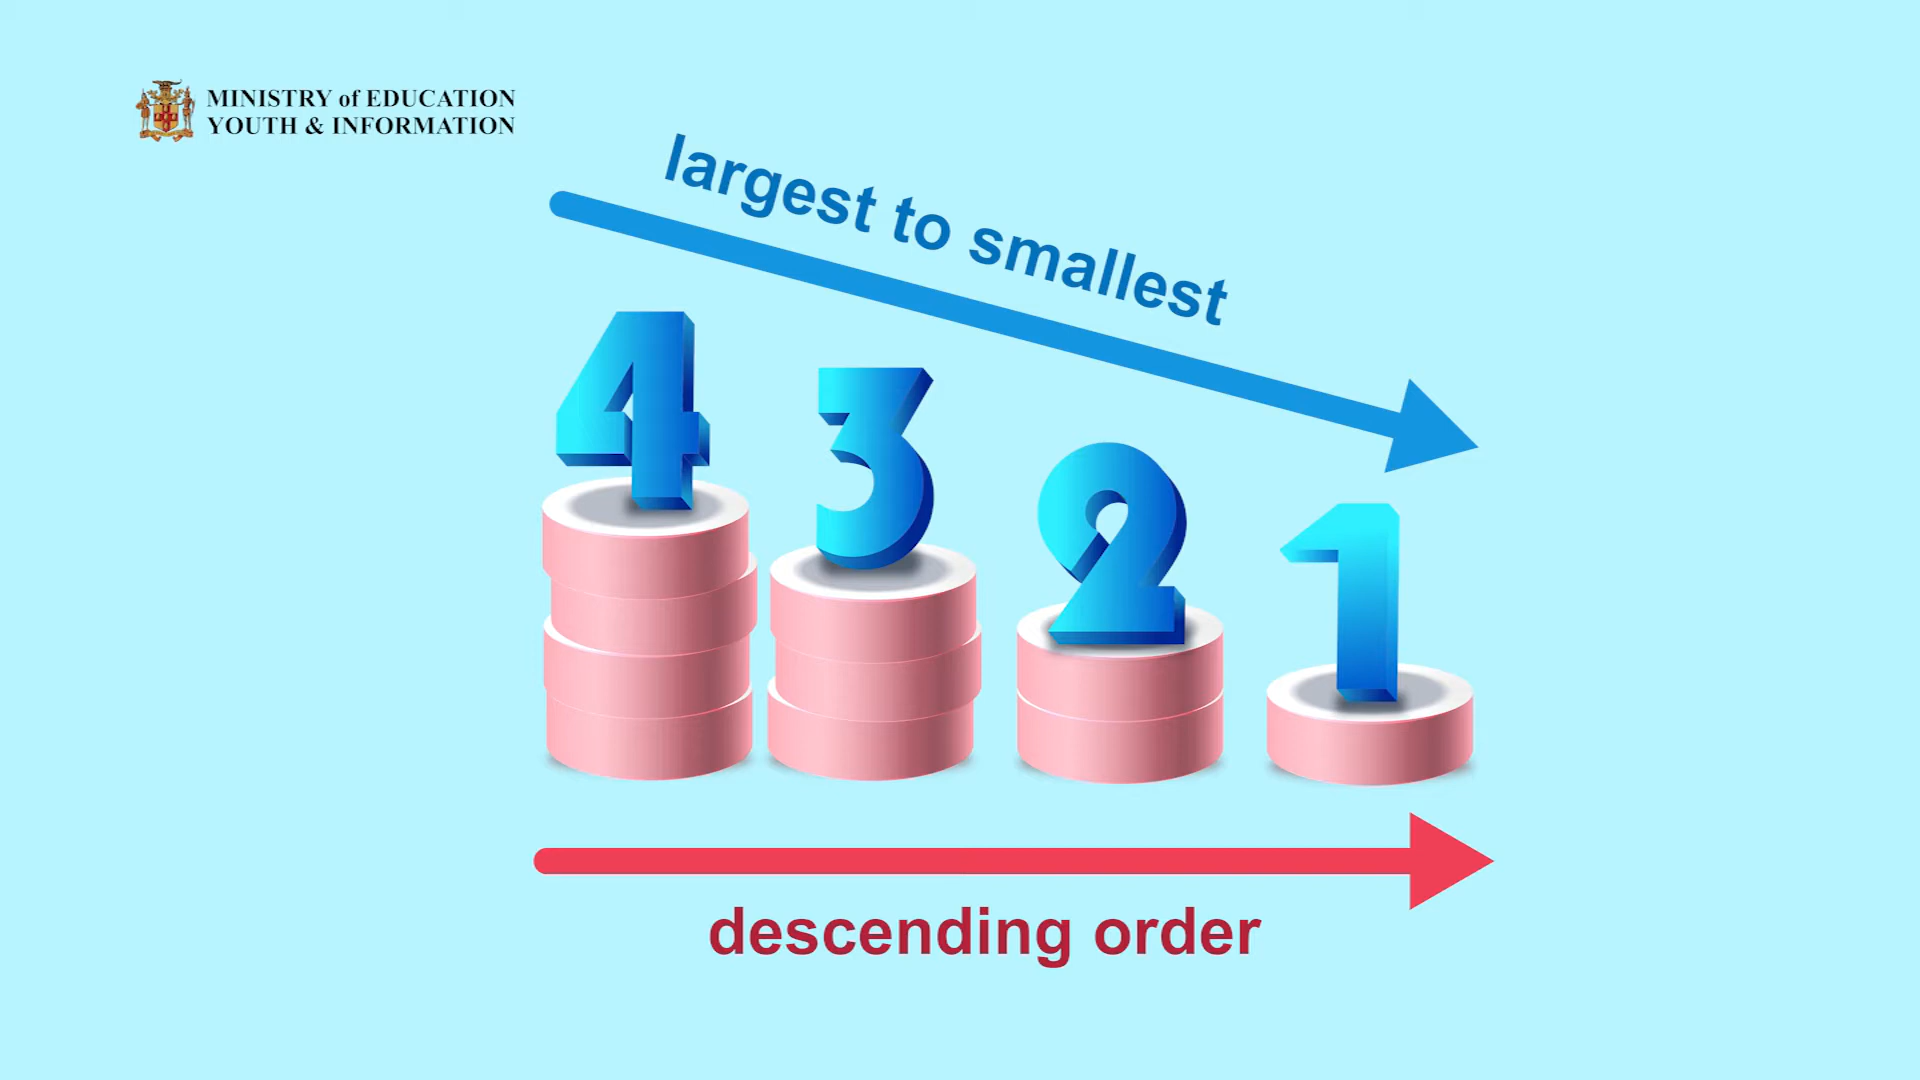 MINISTRY of EDUCATION
YOUTH & INFORMATION
largest to smallest
4 3 2 1
descending order